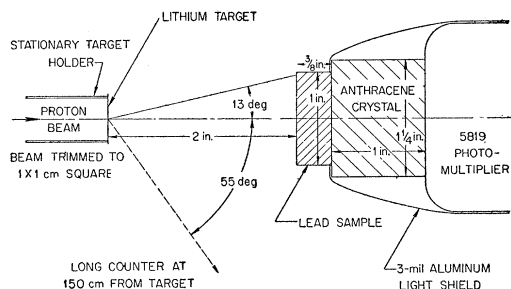 LITHIUM TARGET
STATIONARY TARGET
HOLDER
PROTON
BEAM
BEAM TRIMMED TO
1X1 cm SQUARE
13 deg
2 in.
55 deg
3/8 in.
1 in.
ANTHRACENE
CRYSTAL
1 1/4 in.
1 in.
5819
PHOTO-
MULTIPLIER
LEAD SAMPLE
LONG COUNTER AT
150 cm FROM TARGET
3-mil ALUMINUM
LIGHT SHIELD